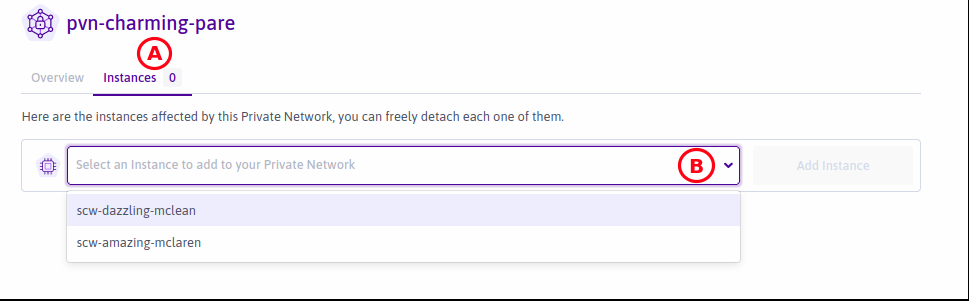 pvn-charming-pare
A
Overview Instances 0
Here are the instances affected by this Private Network, you can freely detach each one of them.
Select an Instance to add to your Private Network B Add Instance
scw-dazzling-mclean
scw-amazing-mclaren